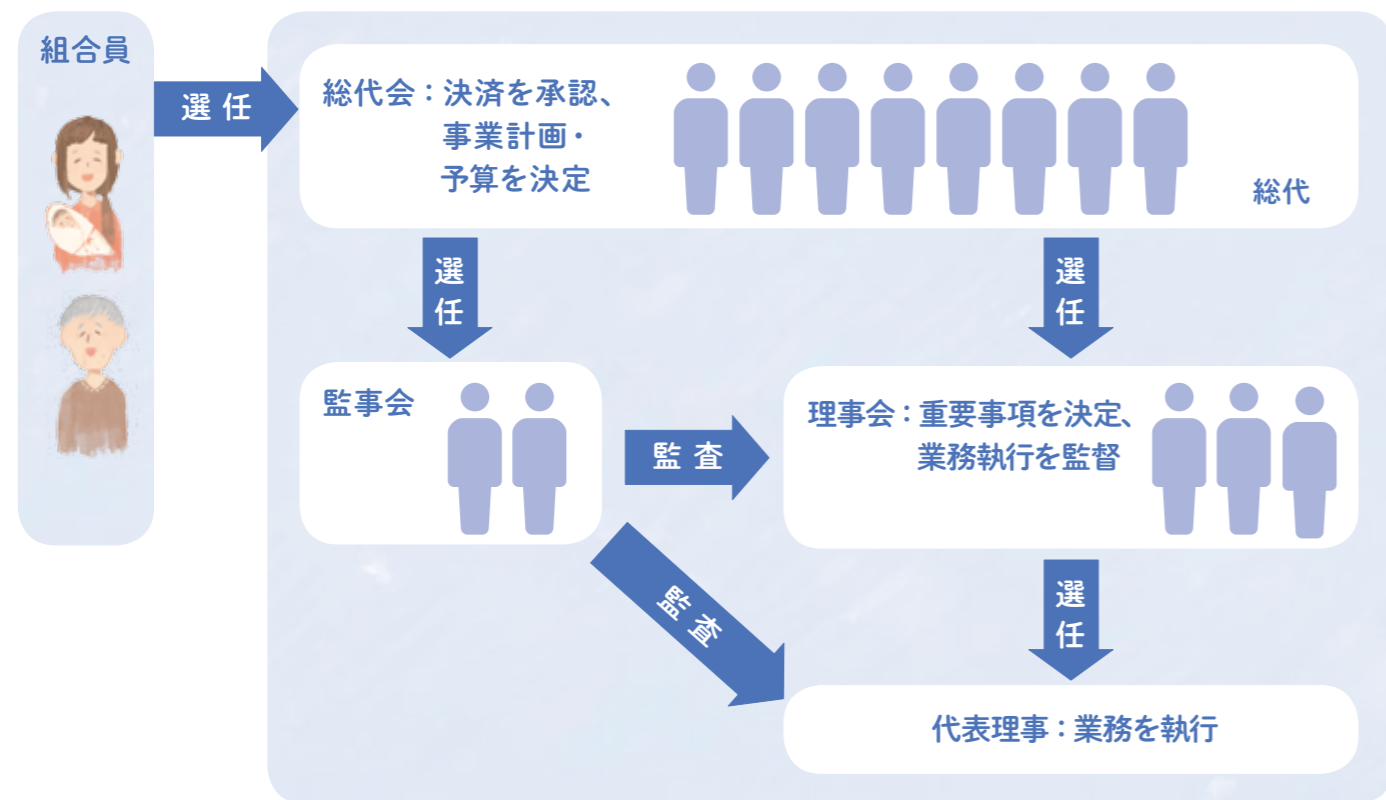 組合員
選任
総代会：決済を承認、
事業計画・
予算を決定
総代
選任
選任
監事会
監査
理事会：重要事項を決定、
業務執行を監督
監査
選任
代表理事：業務を執行